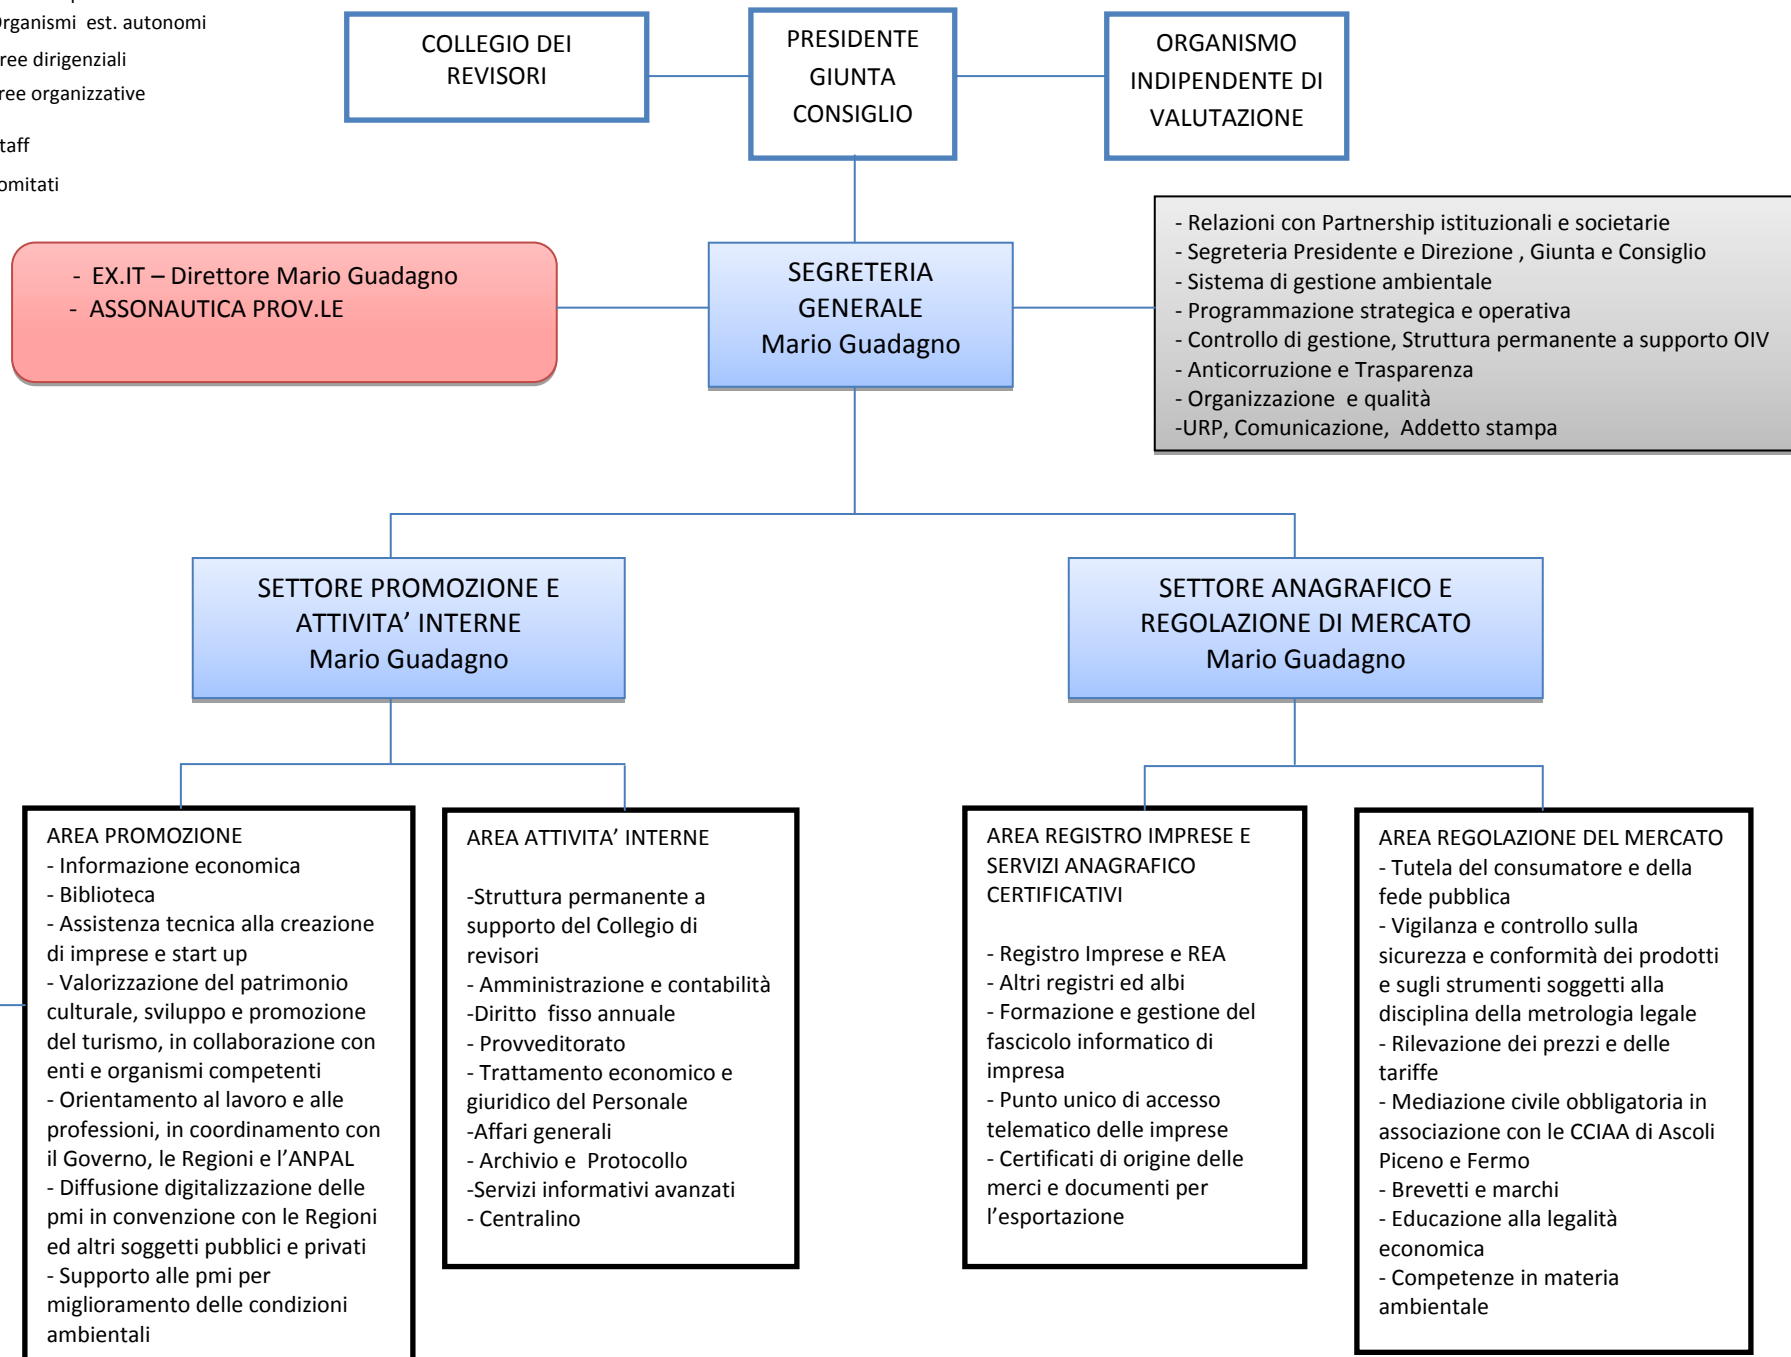 Organismi est. autonomi
ree dirigenziali
ree organizzative
taff
omitati
COLLEGIO DEI
REVISORI
PRESIDENTE
GIUNTA
CONSIGLIO
ORGANISMO
INDIPENDENTE DI
VALUTAZIONE
- EX.IT – Direttore Mario Guadagno
- ASSONAUTICA PROV.LE
SEGRETERIA
GENERALE
Mario Guadagno
- Relazioni con Partnership istituzionali e societarie
- Segreteria Presidente e Direzione , Giunta e Consiglio
- Sistema di gestione ambientale
- Programmazione strategica e operativa
- Controllo di gestione, Struttura permanente a supporto OIV
- Anticorruzione e Trasparenza
- Organizzazione e qualità
-URP, Comunicazione, Addetto stampa
SETTORE PROMOZIONE E
ATTIVITA’ INTERNE
Mario Guadagno
SETTORE ANAGRAFICO E
REGOLAZIONE DI MERCATO
Mario Guadagno
AREA PROMOZIONE
- Informazione economica
- Biblioteca
- Assistenza tecnica alla creazione
di imprese e start up
- Valorizzazione del patrimonio
culturale, sviluppo e promozione
del turismo, in collaborazione con
enti e organismi competenti
- Orientamento al lavoro e alle
professioni, in coordinamento con
il Governo, le Regioni e l’ANPAL
- Diffusione digitalizzazione delle
pmi in convenzione con le Regioni
ed altri soggetti pubblici e privati
- Supporto alle pmi per
miglioramento delle condizioni
ambientali
AREA ATTIVITA’ INTERNE
-Struttura permanente a
supporto del Collegio di
revisori
- Amministrazione e contabilità
-Diritto fisso annuale
- Provveditorato
- Trattamento economico e
giuridico del Personale
-Affari generali
- Archivio e Protocollo
-Servizi informativi avanzati
- Centralino
AREA REGISTRO IMPRESE E
SERVIZI ANAGRAFICO
CERTIFICATIVI
- Registro Imprese e REA
- Altri registri ed albi
- Formazione e gestione del
fascicolo informatico di
impresa
- Punto unico di accesso
telematico delle imprese
- Certificati di origine delle
merci e documenti per
l’esportazione
AREA REGOLAZIONE DEL MERCATO
- Tutela del consumatore e della
fede pubblica
- Vigilanza e controllo sulla
sicurezza e conformità dei prodotti
e sugli strumenti soggetti alla
disciplina della metrologia legale
- Rilevazione dei prezzi e delle
tariffe
- Mediazione civile obbligatoria in
associazione con le CCIAA di Ascoli
Piceno e Fermo
- Brevetti e marchi
- Educazione alla legalità
economica
- Competenze in materia
ambientale